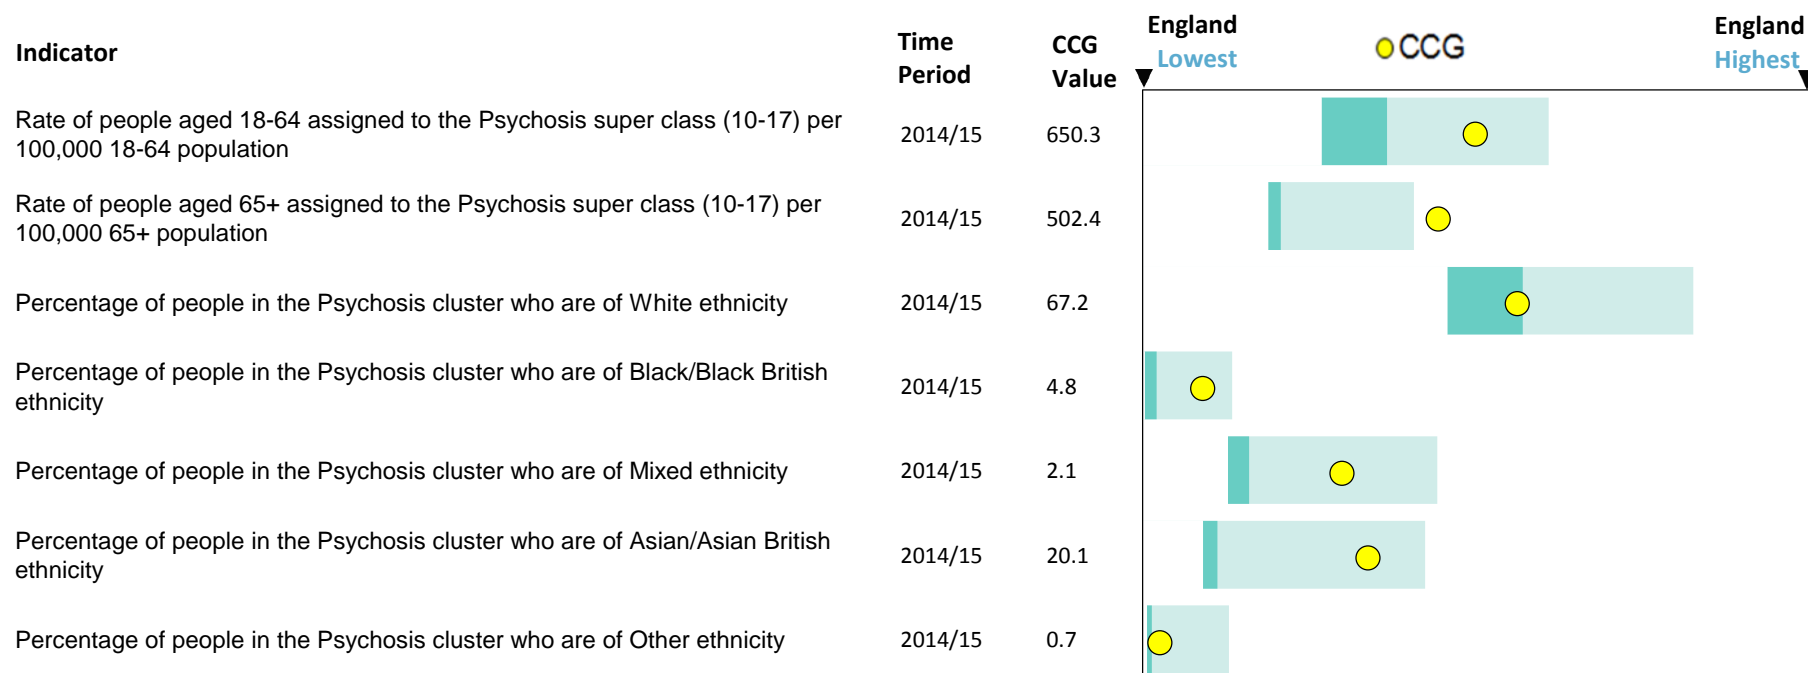 Indicator
Time
Period
CCG
Value
England
Lowest
CCG
England
Highest
Rate of people aged 18-64 assigned to the Psychosis super class (10-17) per
100,000 18-64 population
2014/15
650.3
Rate of people aged 65+ assigned to the Psychosis super class (10-17) per
100,000 65+ population
2014/15
502.4
Percentage of people in the Psychosis cluster who are of White ethnicity
2014/15
67.2
Percentage of people in the Psychosis cluster who are of Black/Black British
ethnicity
2014/15
4.8
Percentage of people in the Psychosis cluster who are of Mixed ethnicity
2014/15
2.1
Percentage of people in the Psychosis cluster who are of Asian/Asian British
ethnicity
2014/15
20.1
Percentage of people in the Psychosis cluster who are of Other ethnicity
2014/15
0.7